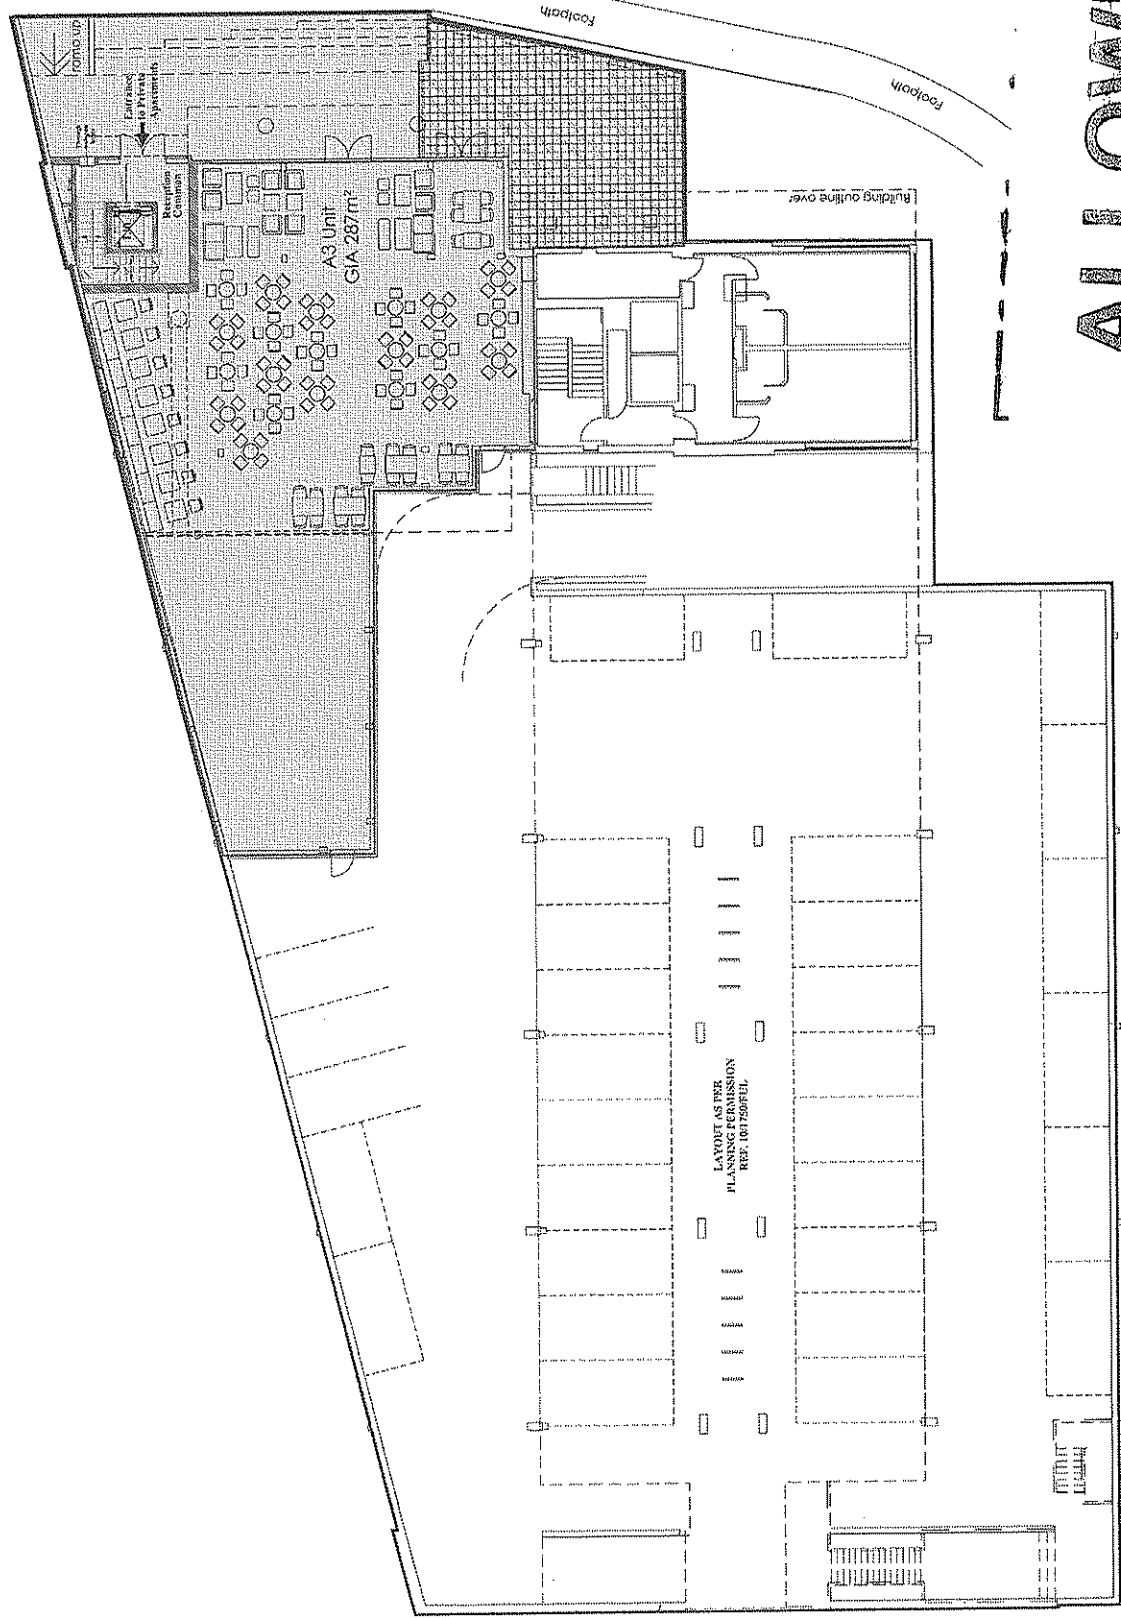 ramp up
Entrance
to Private
Apartments
Reception
A3 Unit
GIA 287m²
Footpath
Footpath
Building outline over
LAYOUT AS PER
PLANNING PERMISSION
REF. 10/1750/FUL